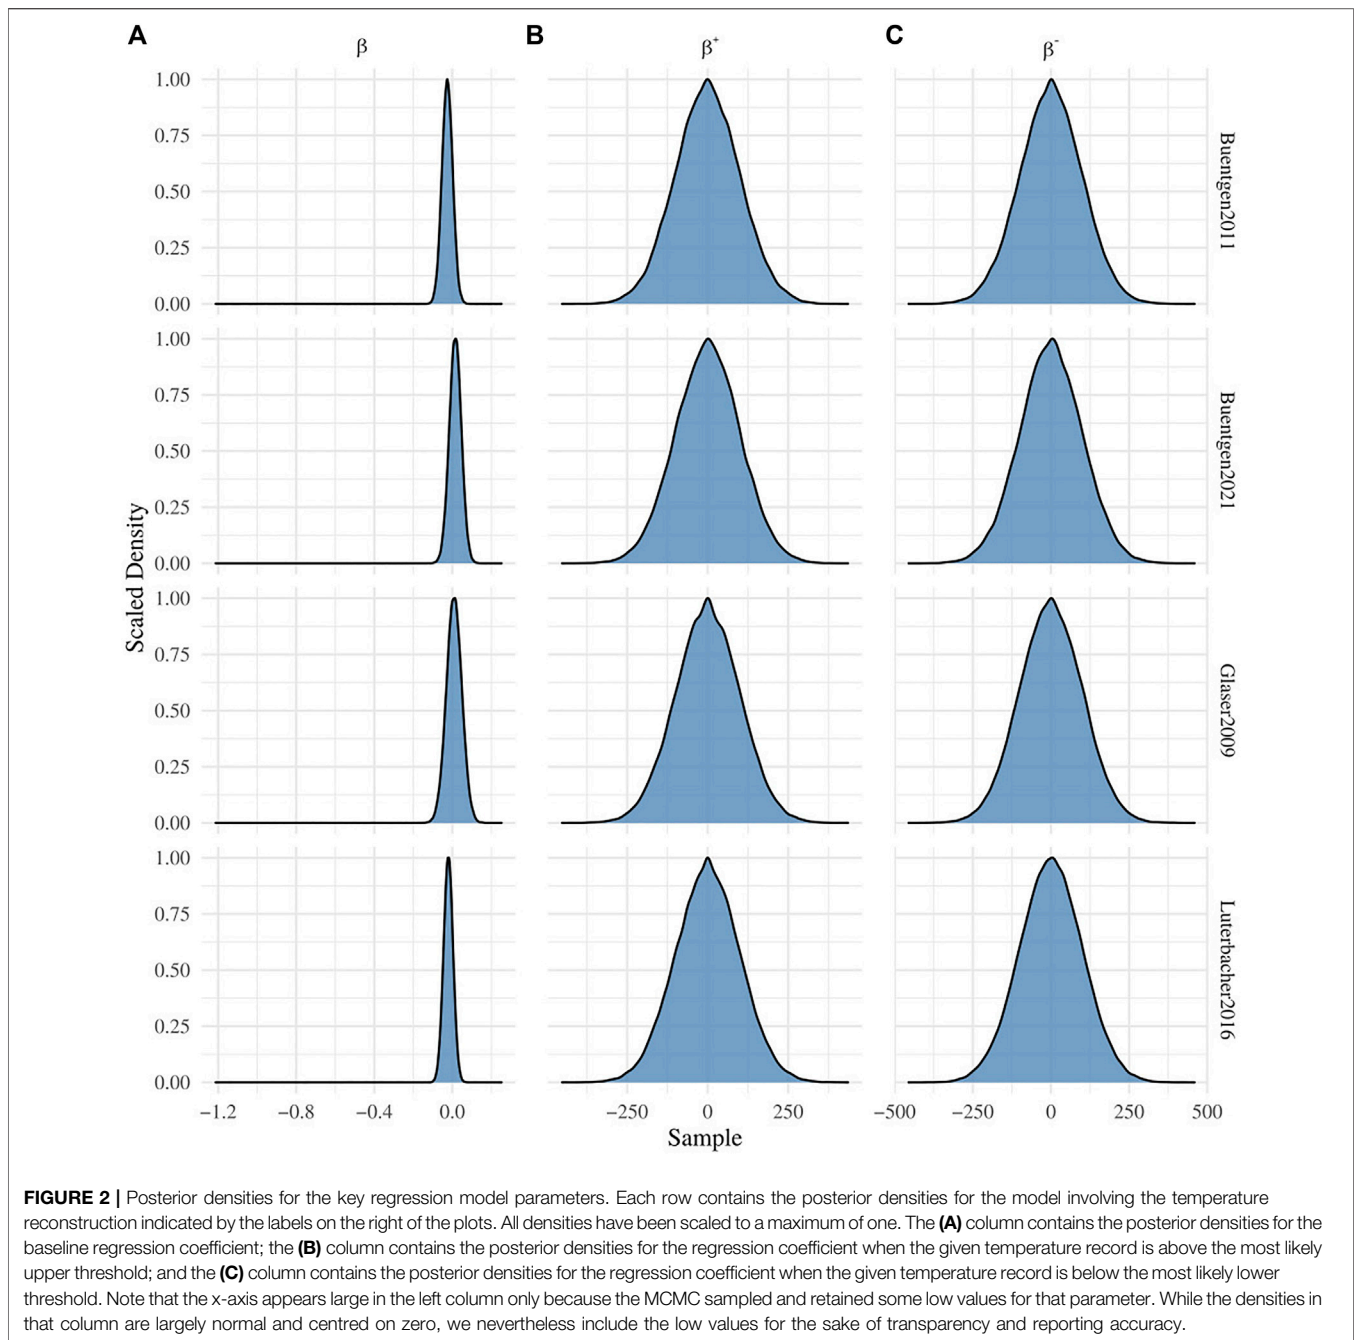 A B C
β β+ β-
1.00
0.75
0.50
0.25
0.00
Buentgen2011
1.00
0.75
0.50
0.25
0.00
Buentgen2021
1.00
0.75
0.50
0.25
0.00
Glaser2009
1.00
0.75
0.50
0.25
0.00
Luterbacher2016
Scaled Density
−1.2 −0.8 −0.4 0.0 −250 0 250 −500 −250 0 250 500
Sample
FIGURE 2 | Posterior densities for the key regression model parameters. Each row contains the posterior densities for the model involving the temperature
reconstruction indicated by the labels on the right of the plots. All densities have been scaled to a maximum of one. The (A) column contains the posterior densities for the
baseline regression coefficient; the (B) column contains the posterior densities for the regression coefficient when the given temperature record is above the most likely
upper threshold; and the (C) column contains the posterior densities for the regression coefficient when the given temperature record is below the most likely lower
threshold. Note that the x-axis appears large in the left column only because the MCMC sampled and retained some low values for that parameter. While the densities in
that column are largely normal and centred on zero, we nevertheless include the low values for the sake of transparency and reporting accuracy.